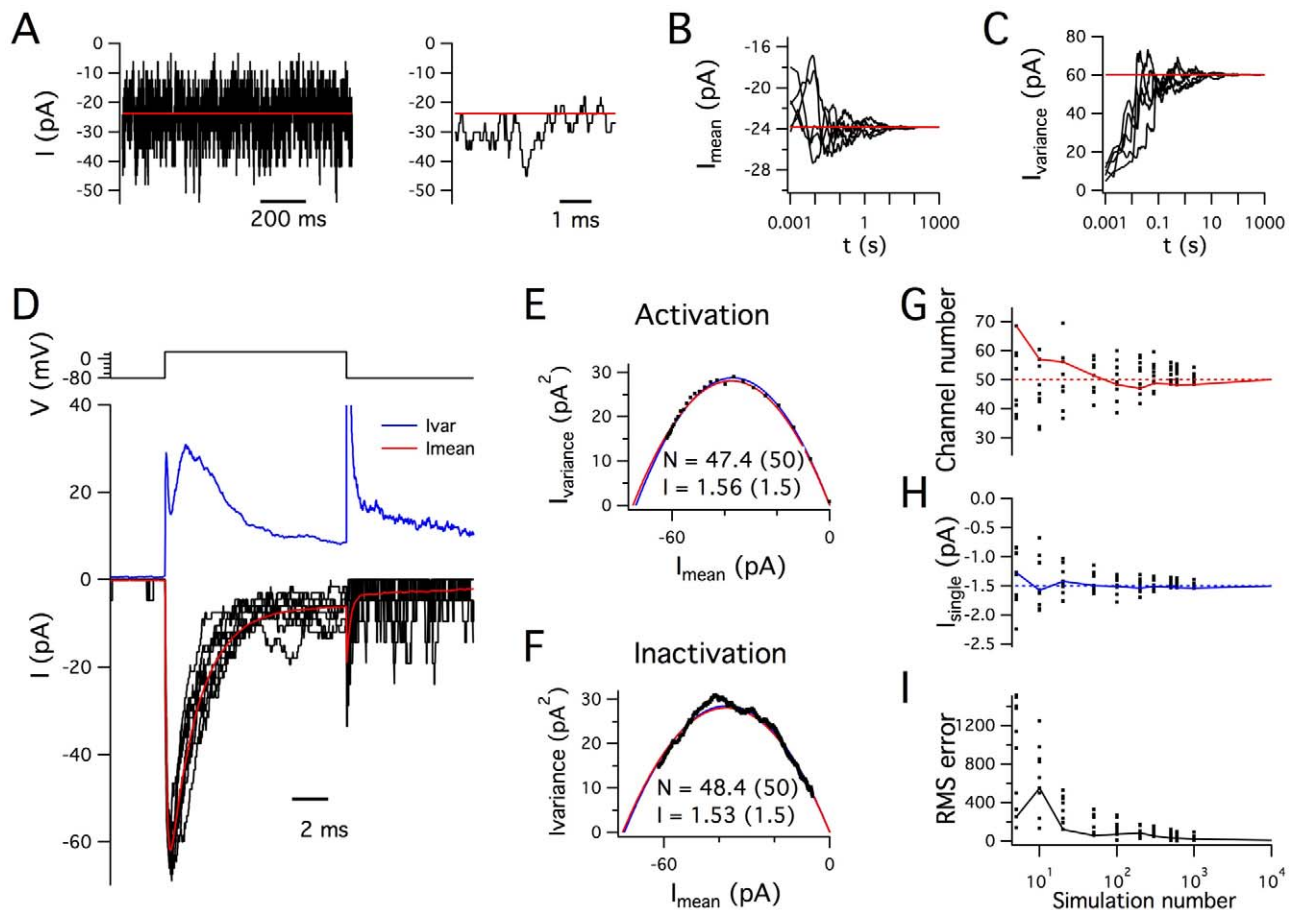 A
I (pA)
0
-10
-20
-30
-40
-50
200 ms
0
-10
-20
-30
-40
-50
1 ms
B
I mean (pA)
-16
-20
-24
-28
0.001
1
1000
t (s)
C
I variance (pA)
80
60
40
20
0
0.001
0.1
10
1000
t (s)
D
V (mV)
0
-80
40
20
0
-20
-40
-60
I (pA)
Ivar
Imean
2 ms
E
Activation
I variance (pA²)
30
20
10
0
N = 47.4 (50)
I = 1.56 (1.5)
-60
0
I mean (pA)
F
Inactivation
Ivariance (pA²)
30
20
10
0
N = 48.4 (50)
I = 1.53 (1.5)
-60
0
I mean (pA)
G
Channel number
70
60
50
40
30
H
I single (pA)
0.0
-0.5
-1.0
-1.5
-2.0
-2.5
I
RMS error
1200
800
400
0
10¹
10²
10³
10⁴
Simulation number